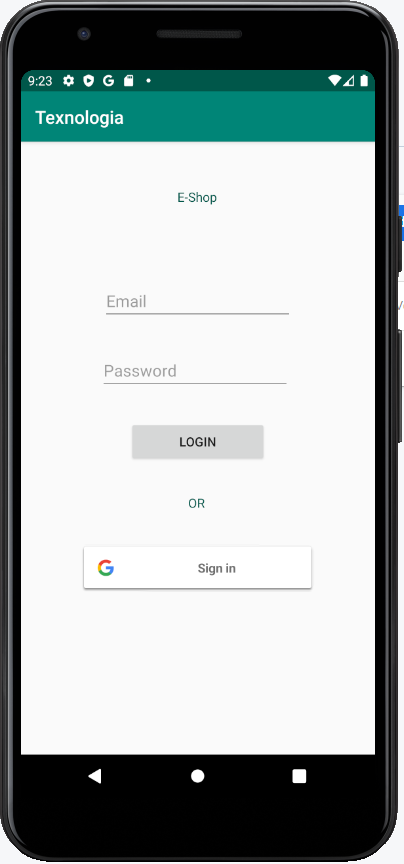 9:23
Texnologia
E-Shop
Email
Password
LOGIN
OR
Sign in